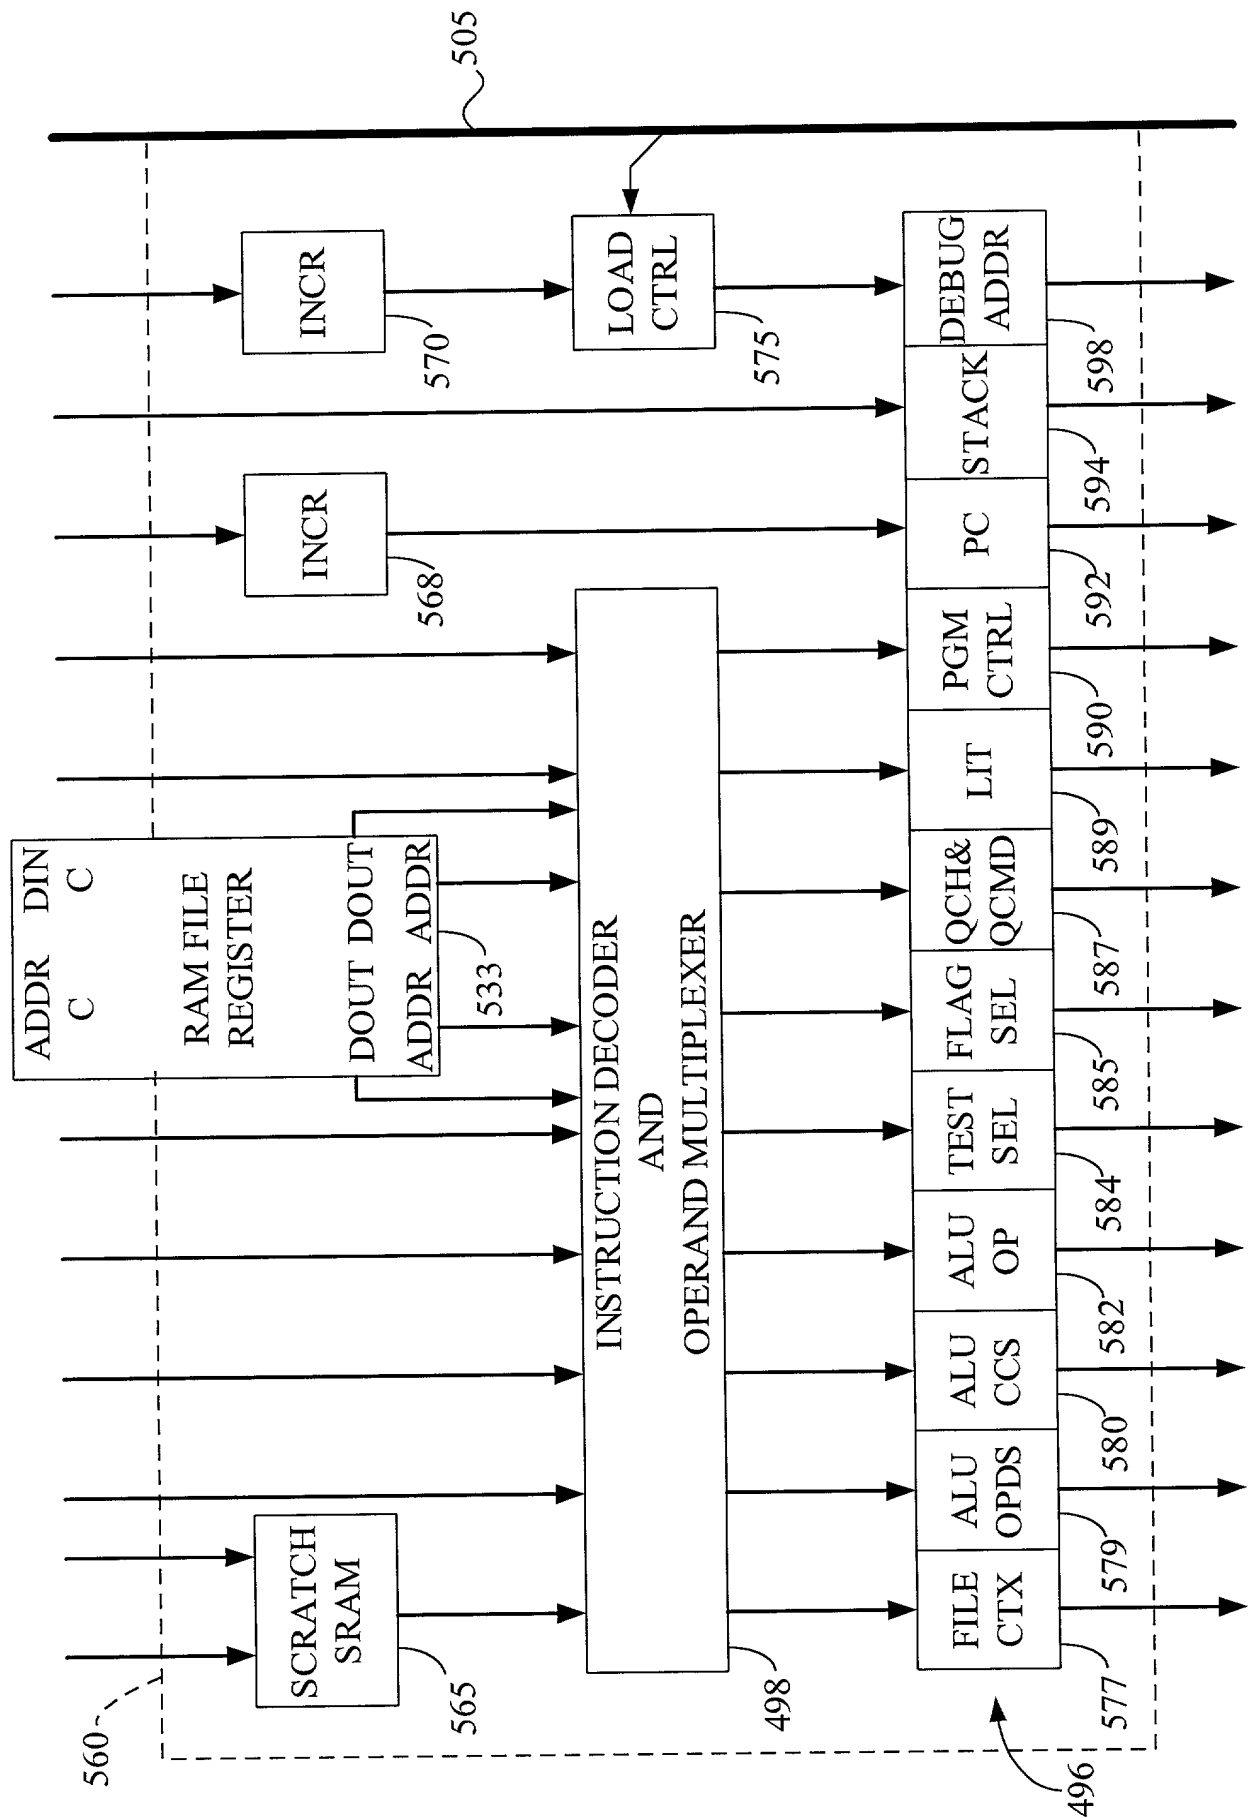 505
560
ADDR DIN
C C
RAM FILE
REGISTER
DOUT DOUT
ADDR ADDR
533
SCRATCH
SRAM
565
INCR
568
INCR
570
LOAD
CTRL
575
INSTRUCTION DECODER
AND
OPERAND MULTIPLEXER
498
FILE
CTX
577
ALU
OPDS
579
ALU
CCS
580
ALU
OP
582
TEST
SEL
584
FLAG
SEL
585
QCH&
QCMD
587
LIT
589
PGM
CTRL
590
PC
592
STACK
594
DEBUG
ADDR
598
496